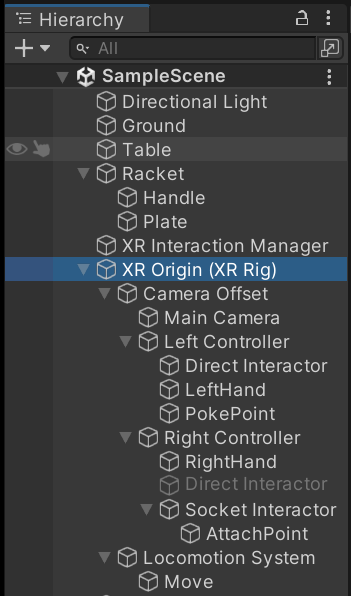 Hierarchy
All
SampleScene
Directional Light
Ground
Table
Racket
Handle
Plate
XR Interaction Manager
XR Origin (XR Rig)
Camera Offset
Main Camera
Left Controller
Direct Interactor
LeftHand
PokePoint
Right Controller
RightHand
Direct Interactor
Socket Interactor
AttachPoint
Locomotion System
Move